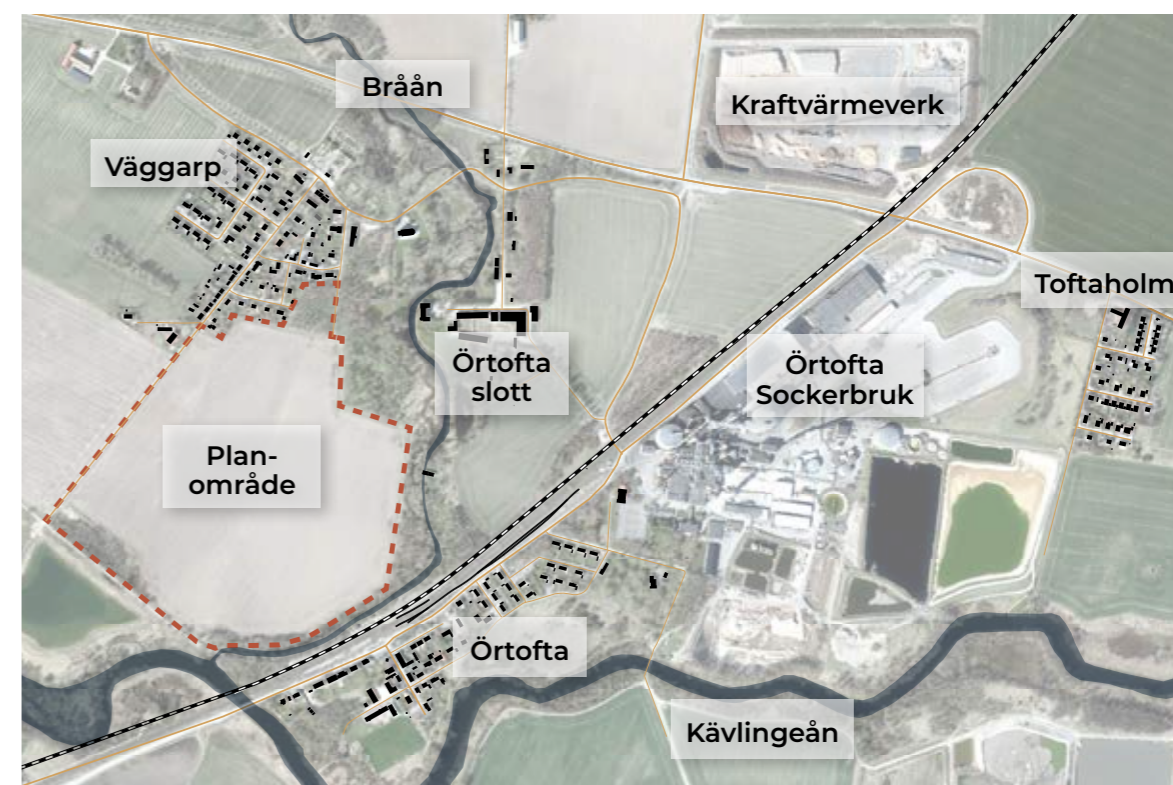 Bråån
Kraftvärmeverk
Väggarp
Toftaholm
Örtofta
slott
Örtofta
Sockerbruk
Plan-
område
Örtofta
Kävlingeån